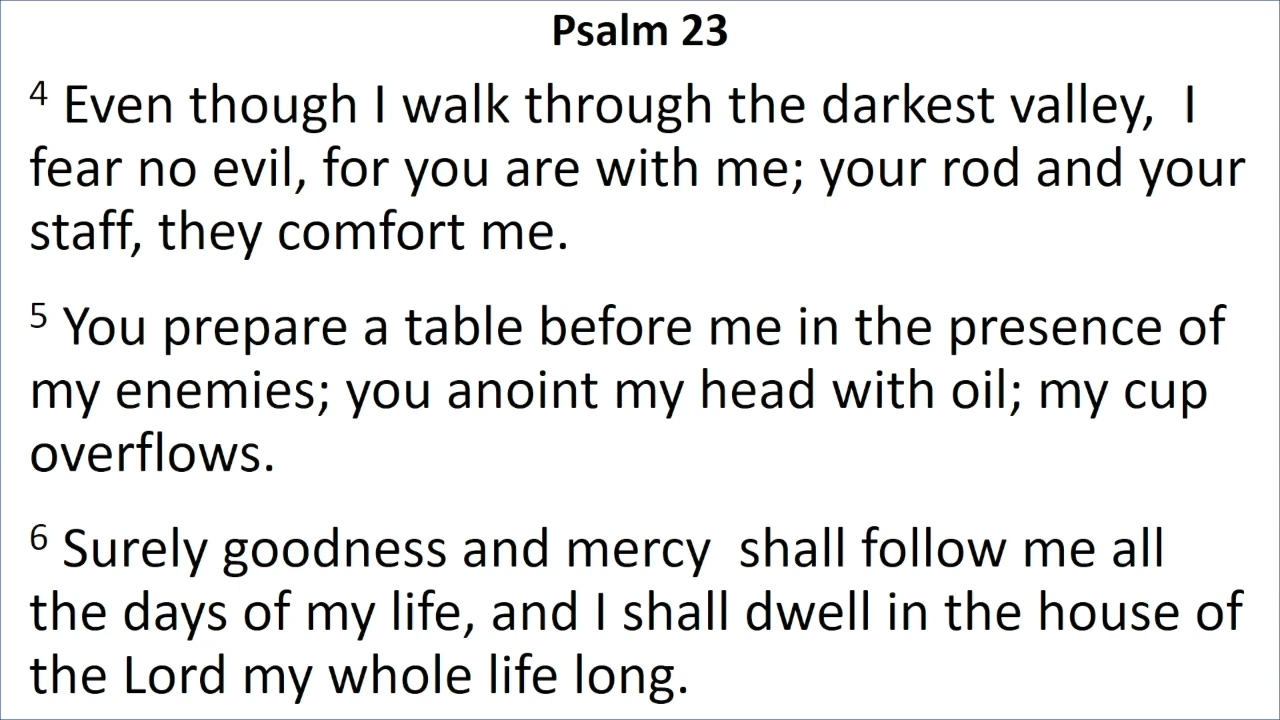 Psalm 23
4 Even though I walk through the darkest valley,  I
fear no evil, for you are with me; your rod and your
staff, they comfort me.
5 You prepare a table before me in the presence of
my enemies; you anoint my head with oil; my cup
overflows.
6 Surely goodness and mercy  shall follow me all
the days of my life, and I shall dwell in the house of
the Lord my whole life long.